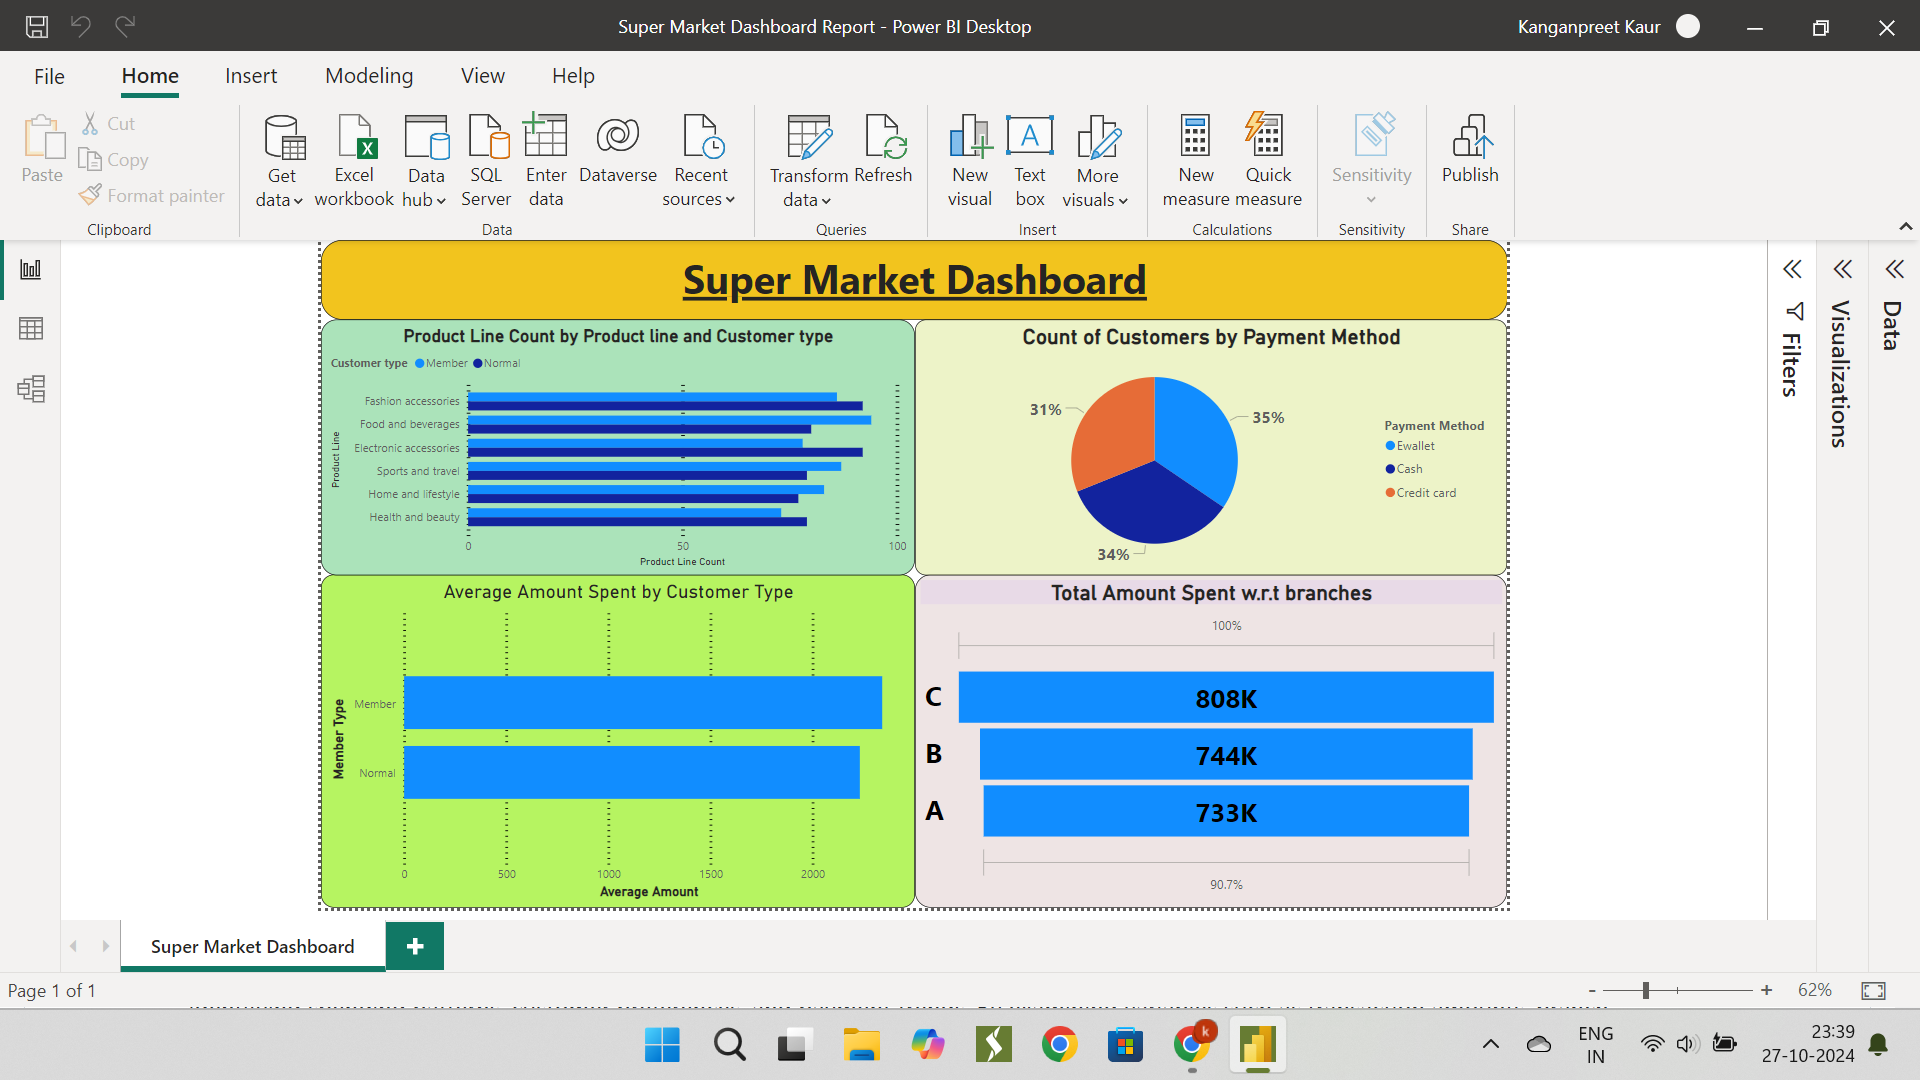 Super Market Dashboard Report - Power BI Desktop
Kanganpreet Kaur
File Home Insert Modeling View Help
Paste
Cut
Copy
Format painter
Clipboard
Get data
Excel workbook
Data hub
SQL Server
Enter data
Dataverse
Recent sources
Data
Transform data
Refresh
Queries
New visual
Text box
More visuals
Insert
New measure
Quick measure
Calculations
Sensitivity
Sensitivity
Publish
Share
Super Market Dashboard
Product Line Count by Product line and Customer type
Customer type Member Normal
Product Line
Fashion accessories
Food and beverages
Electronic accessories
Sports and travel
Home and lifestyle
Health and beauty
0 50 100
Product Line Count
Count of Customers by Payment Method
31%
35%
34%
Payment Method
Ewallet
Cash
Credit card
Average Amount Spent by Customer Type
Member Type
Member
Normal
0 500 1000 1500 2000
Average Amount
Total Amount Spent w.r.t branches
100%
C 808K
B 744K
A 733K
90.7%
Filters
Visualizations
Data
Super Market Dashboard
+
Page 1 of 1
- + 62%
k
ENG
IN
23:39
27-10-2024